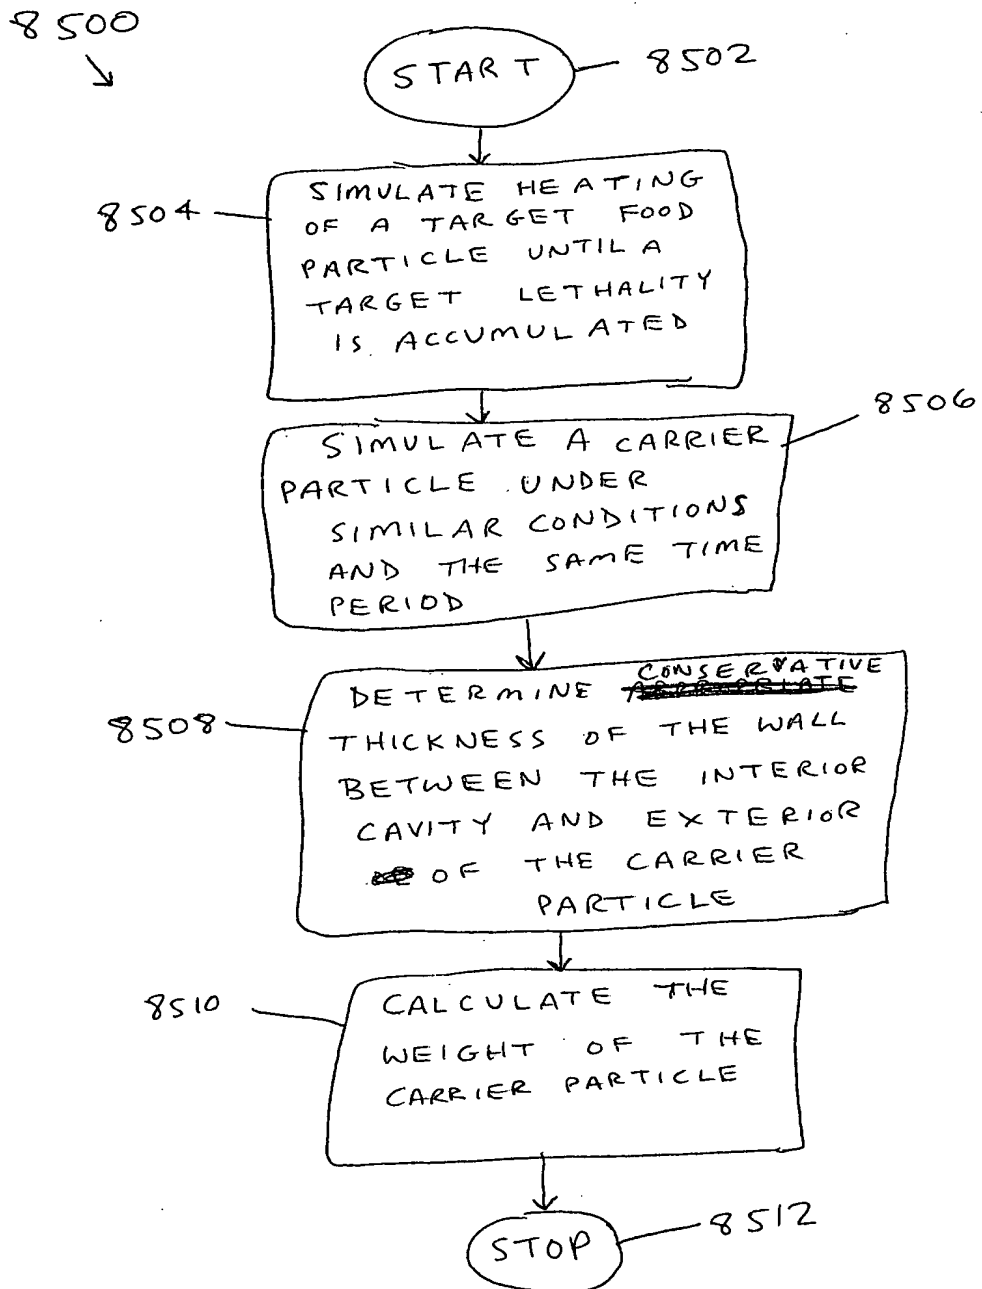 8500
START
8502
8504
SIMULATE HEATING
OF A TARGET FOOD
PARTICLE UNTIL A
TARGET LETHALITY
IS ACCUMULATED
8506
SIMULATE A CARRIER
PARTICLE UNDER
SIMILAR CONDITIONS
AND THE SAME TIME
PERIOD
8508
CONSERVATIVE
DETERMINE
THICKNESS OF THE WALL
BETWEEN THE INTERIOR
CAVITY AND EXTERIOR
OF THE CARRIER
PARTICLE
8510
CALCULATE THE
WEIGHT OF THE
CARRIER PARTICLE
STOP
8512